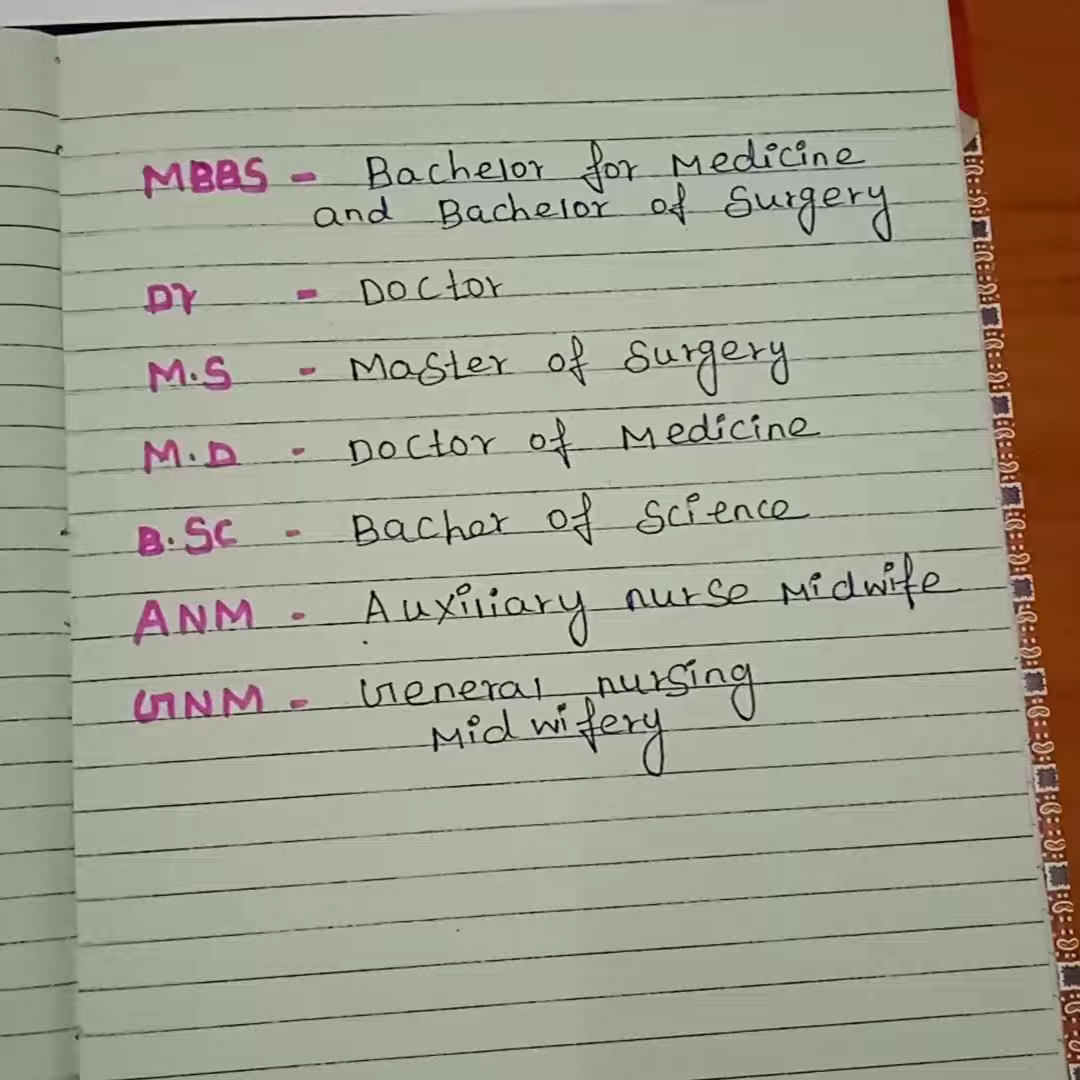 MBBS - Bachelor for Medicine
and Bachelor of Surgery
Dr - Doctor
M.S - Master of Surgery
M.D - Doctor of Medicine
B.SC - Bacher of Science
ANM - Auxiliary nurse Midwife
GNM - General nursing
Midwifery